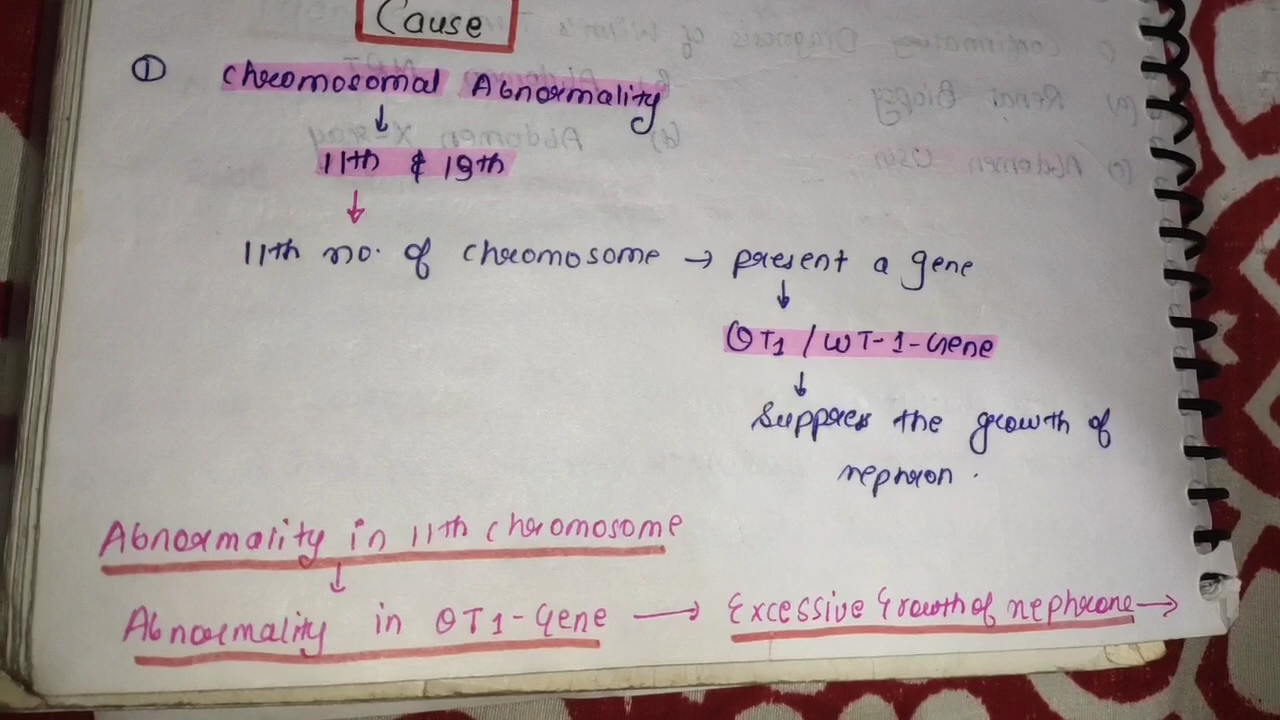 Cause
① Chromosomal Abnormality
↓
11th & 19th
↓
11th no. of chromosome → present a gene
↓
OT1 / WT-1-Gene
↓
Suppres the growth of
nephron.
Abnormality in 11th chromosome
↓
Abnormality in OT1-Gene → Excessive Growth of nephrone →